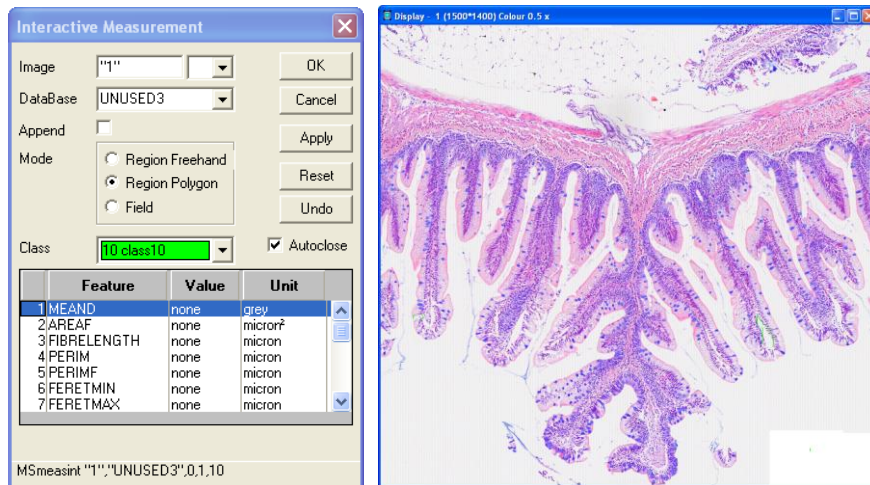 Interactive Measurement
Image "1" OK
DataBase UNUSED3 Cancel
Append Apply
Mode Region Freehand
Region Polygon Reset
Field Undo
Class 10 class10 Autoclose
Feature Value Unit
1 MEAND none grey
2 AREAF none micron²
3 FIBRELENGTH none micron
4 PERIM none micron
5 PERIMF none micron
6 FERETMIN none micron
7 FERETMAX none micron
MSmeasint "1","UNUSED3",0,1,10
Display - 1 (1500*1400) Colour 0.5 x